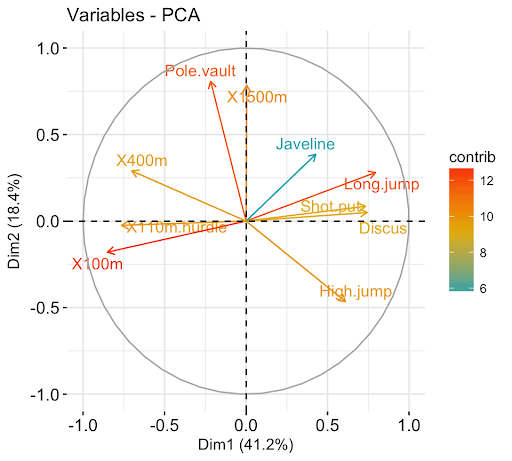 Variables - PCA
1.0
0.5
0.0
-0.5
-1.0
Dim2 (18.4%)
Pole.vault
X1500m
Javeline
X400m
Long.jump
Shot.put
X110m.hurdle
Discus
X100m
High.jump
-1.0 -0.5 0.0 0.5 1.0
Dim1 (41.2%)
contrib
12
10
8
6